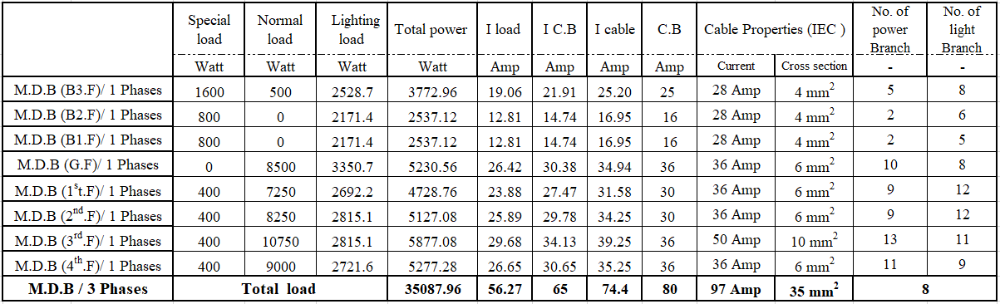 Special load Normal load Lighting load Total power I load I C.B I cable C.B Cable Properties (IEC ) No. of power Branch No. of light Branch
Watt Watt Watt Watt Amp Amp Amp Amp Current Cross section - -
M.D.B (B3.F)/ 1 Phases 1600 500 2528.7 3772.96 19.06 21.91 25.20 25 28 Amp 4 mm² 5 8
M.D.B (B2.F)/ 1 Phases 800 0 2171.4 2537.12 12.81 14.74 16.95 16 28 Amp 4 mm² 2 6
M.D.B (B1.F)/ 1 Phases 800 0 2171.4 2537.12 12.81 14.74 16.95 16 28 Amp 4 mm² 2 5
M.D.B (G.F)/ 1 Phases 0 8500 3350.7 5230.56 26.42 30.38 34.94 36 36 Amp 6 mm² 10 8
M.D.B (1ˢt.F)/ 1 Phases 400 7250 2692.2 4728.76 23.88 27.47 31.58 30 36 Amp 6 mm² 9 12
M.D.B (2ⁿᵈ.F)/ 1 Phases 400 8250 2815.1 5127.08 25.89 29.78 34.25 30 36 Amp 6 mm² 9 12
M.D.B (3ʳᵈ.F)/ 1 Phases 400 10750 2815.1 5877.08 29.68 34.13 39.25 36 50 Amp 10 mm² 13 11
M.D.B (4ᵗʰ.F)/ 1 Phases 400 9000 2721.6 5277.28 26.65 30.65 35.25 36 36 Amp 6 mm² 11 9
M.D.B / 3 Phases Total load 35087.96 56.27 65 74.4 80 97 Amp 35 mm² 8